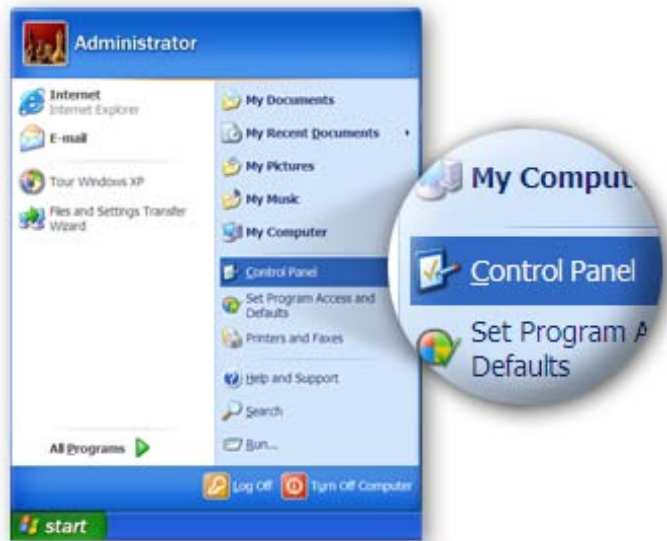 Administrator
Internet
Internet Explorer
E-mail
Tour Windows XP
Files and Settings Transfer
Wizard
All Programs
My Documents
My Recent Documents
My Pictures
My Music
My Computer
Control Panel
Set Program Access and
Defaults
Printers and Faxes
Help and Support
Search
Run...
Log Off
Turn Off Computer
start
My Comput
Control Panel
Set Program A
Defaults